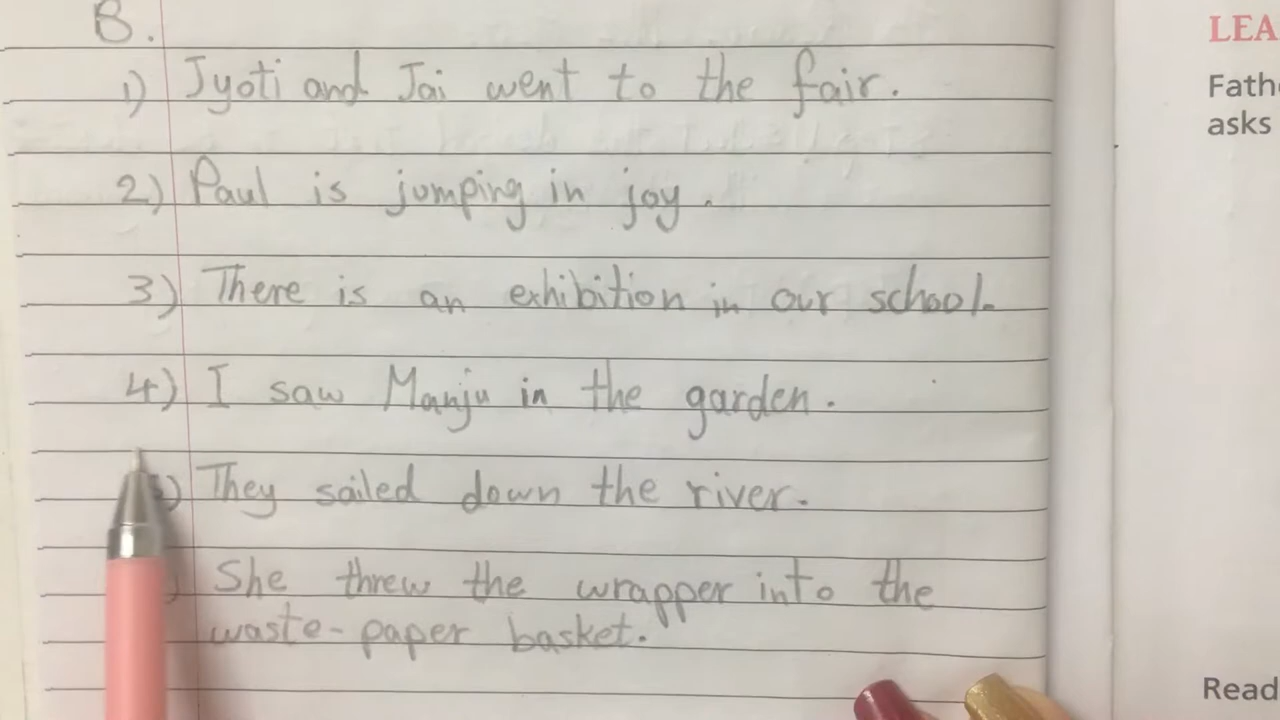 B.
1) Jyoti and Jai went to the fair.
2) Paul is jumping in joy.
3) There is an exhibition in our school.
4) I saw Manju in the garden.
5) They sailed down the river.
She threw the wrapper into the
waste-paper basket.
LEA
Fath
asks
Read